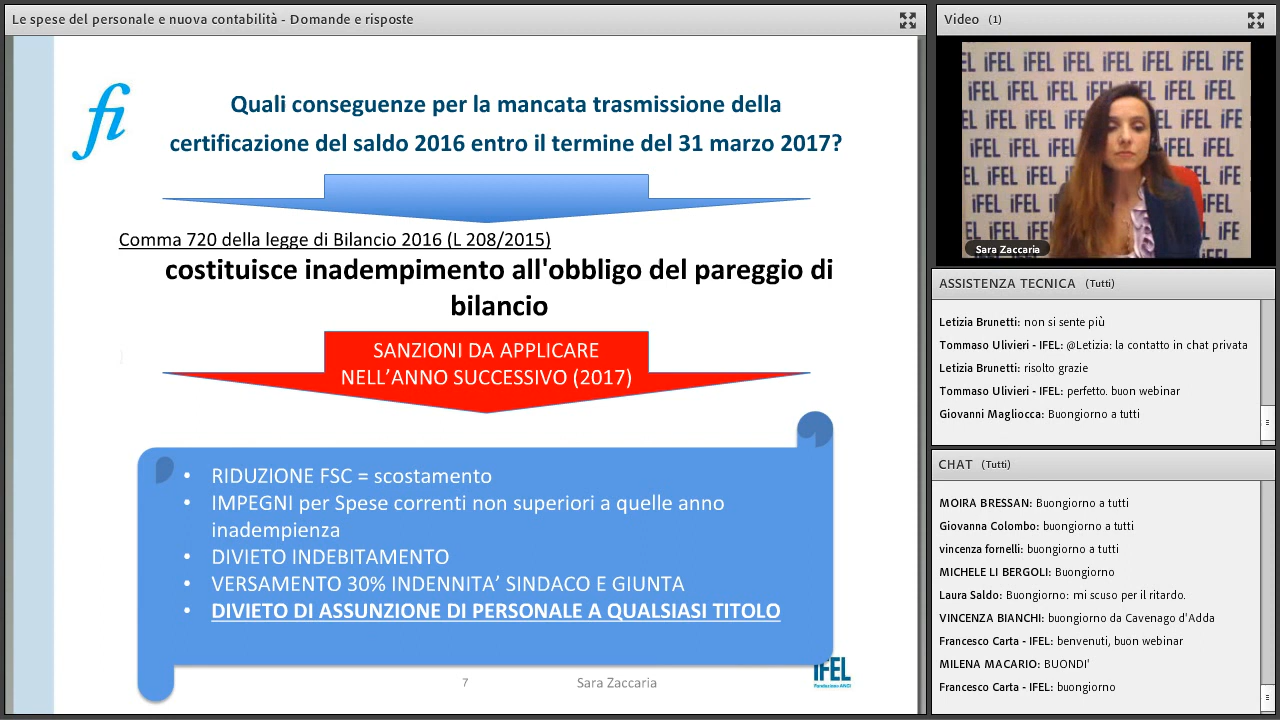 Le spese del personale e nuova contabilità - Domande e risposte
fi
Quali conseguenze per la mancata trasmissione della
certificazione del saldo 2016 entro il termine del 31 marzo 2017?
Comma 720 della legge di Bilancio 2016 (L 208/2015)
costituisce inadempimento all'obbligo del pareggio di
bilancio
SANZIONI DA APPLICARE
NELL'ANNO SUCCESSIVO (2017)
• RIDUZIONE FSC = scostamento
• IMPEGNI per Spese correnti non superiori a quelle anno
inadempienza
• DIVIETO INDEBITAMENTO
• VERSAMENTO 30% INDENNITA' SINDACO E GIUNTA
• DIVIETO DI ASSUNZIONE DI PERSONALE A QUALSIASI TITOLO
7
Sara Zaccaria
IFEL
Fondazione ANCI
Video (1)
iFEL iFEL iFEL
Sara Zaccaria
ASSISTENZA TECNICA (Tutti)
Letizia Brunetti: non si sente più
Tommaso Ulivieri - IFEL: @Letizia: la contatto in chat privata
Letizia Brunetti: risolto grazie
Tommaso Ulivieri - IFEL: perfetto. buon webinar
Giovanni Magliocca: Buongiorno a tutti
CHAT (Tutti)
MOIRA BRESSAN: Buongiorno a tutti
Giovanna Colombo: buongiorno a tutti
vincenza fornelli: buongiorno a tutti
MICHELE LI BERGOLI: Buongiorno
Laura Saldo: Buongiorno: mi scuso per il ritardo.
VINCENZA BIANCHI: buongiorno da Cavenago d'Adda
Francesco Carta - IFEL: benvenuti, buon webinar
MILENA MACARIO: BUONDI'
Francesco Carta - IFEL: buongiorno